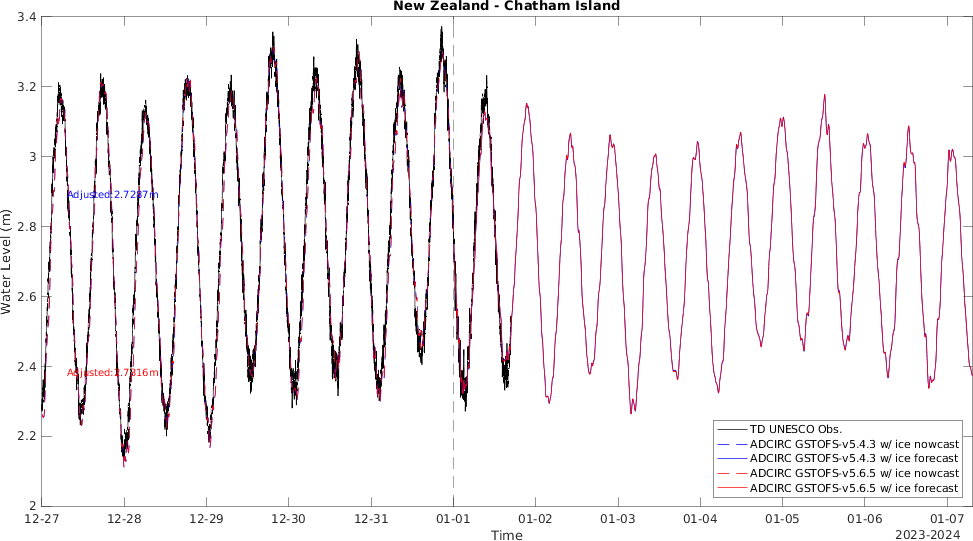 New Zealand - Chatham Island
3.4
3.2
3
2.8
2.6
2.4
2.2
2
Water Level (m)
Adjusted:2.7287m
Adjusted:2.7316m
TD UNESCO Obs.
ADCIRC GSTOFS-v5.4.3 w/ ice nowcast
ADCIRC GSTOFS-v5.4.3 w/ ice forecast
ADCIRC GSTOFS-v5.6.5 w/ ice nowcast
ADCIRC GSTOFS-v5.6.5 w/ ice forecast
12-27 12-28 12-29 12-30 12-31 01-01 01-02 01-03 01-04 01-05 01-06 01-07
Time
2023-2024